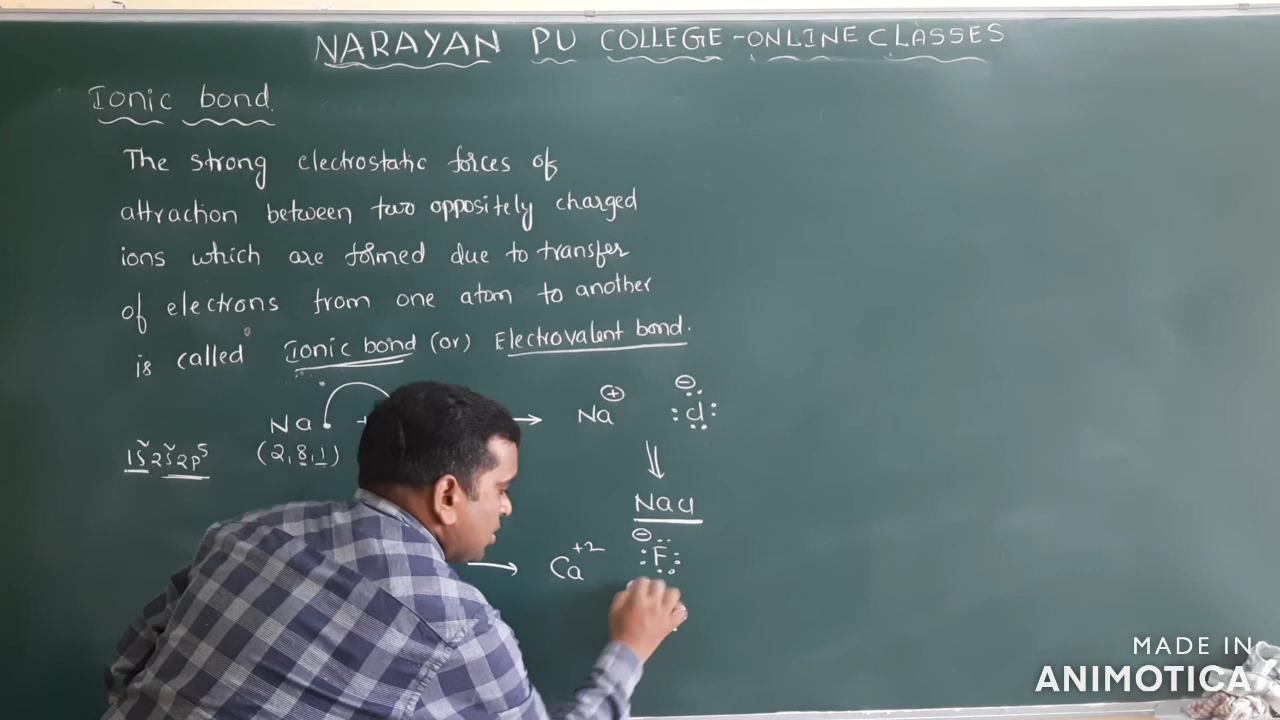 NARAYAN PU COLLEGE - ONLINE CLASSES
Ionic bond.
The strong electrostatic forces of
attraction between two oppositely charged
ions which are formed due to transfer
of electrons from one atom to another
is called Ionic bond (or) Electrovalent bond.
Na + → Na⊕ :Cl: ⊖
1s²2s²2p⁵ (2,8,1)
⇓
NaCl
→ Ca+2 :F: ⊖
MADE IN
ANIMOTICA